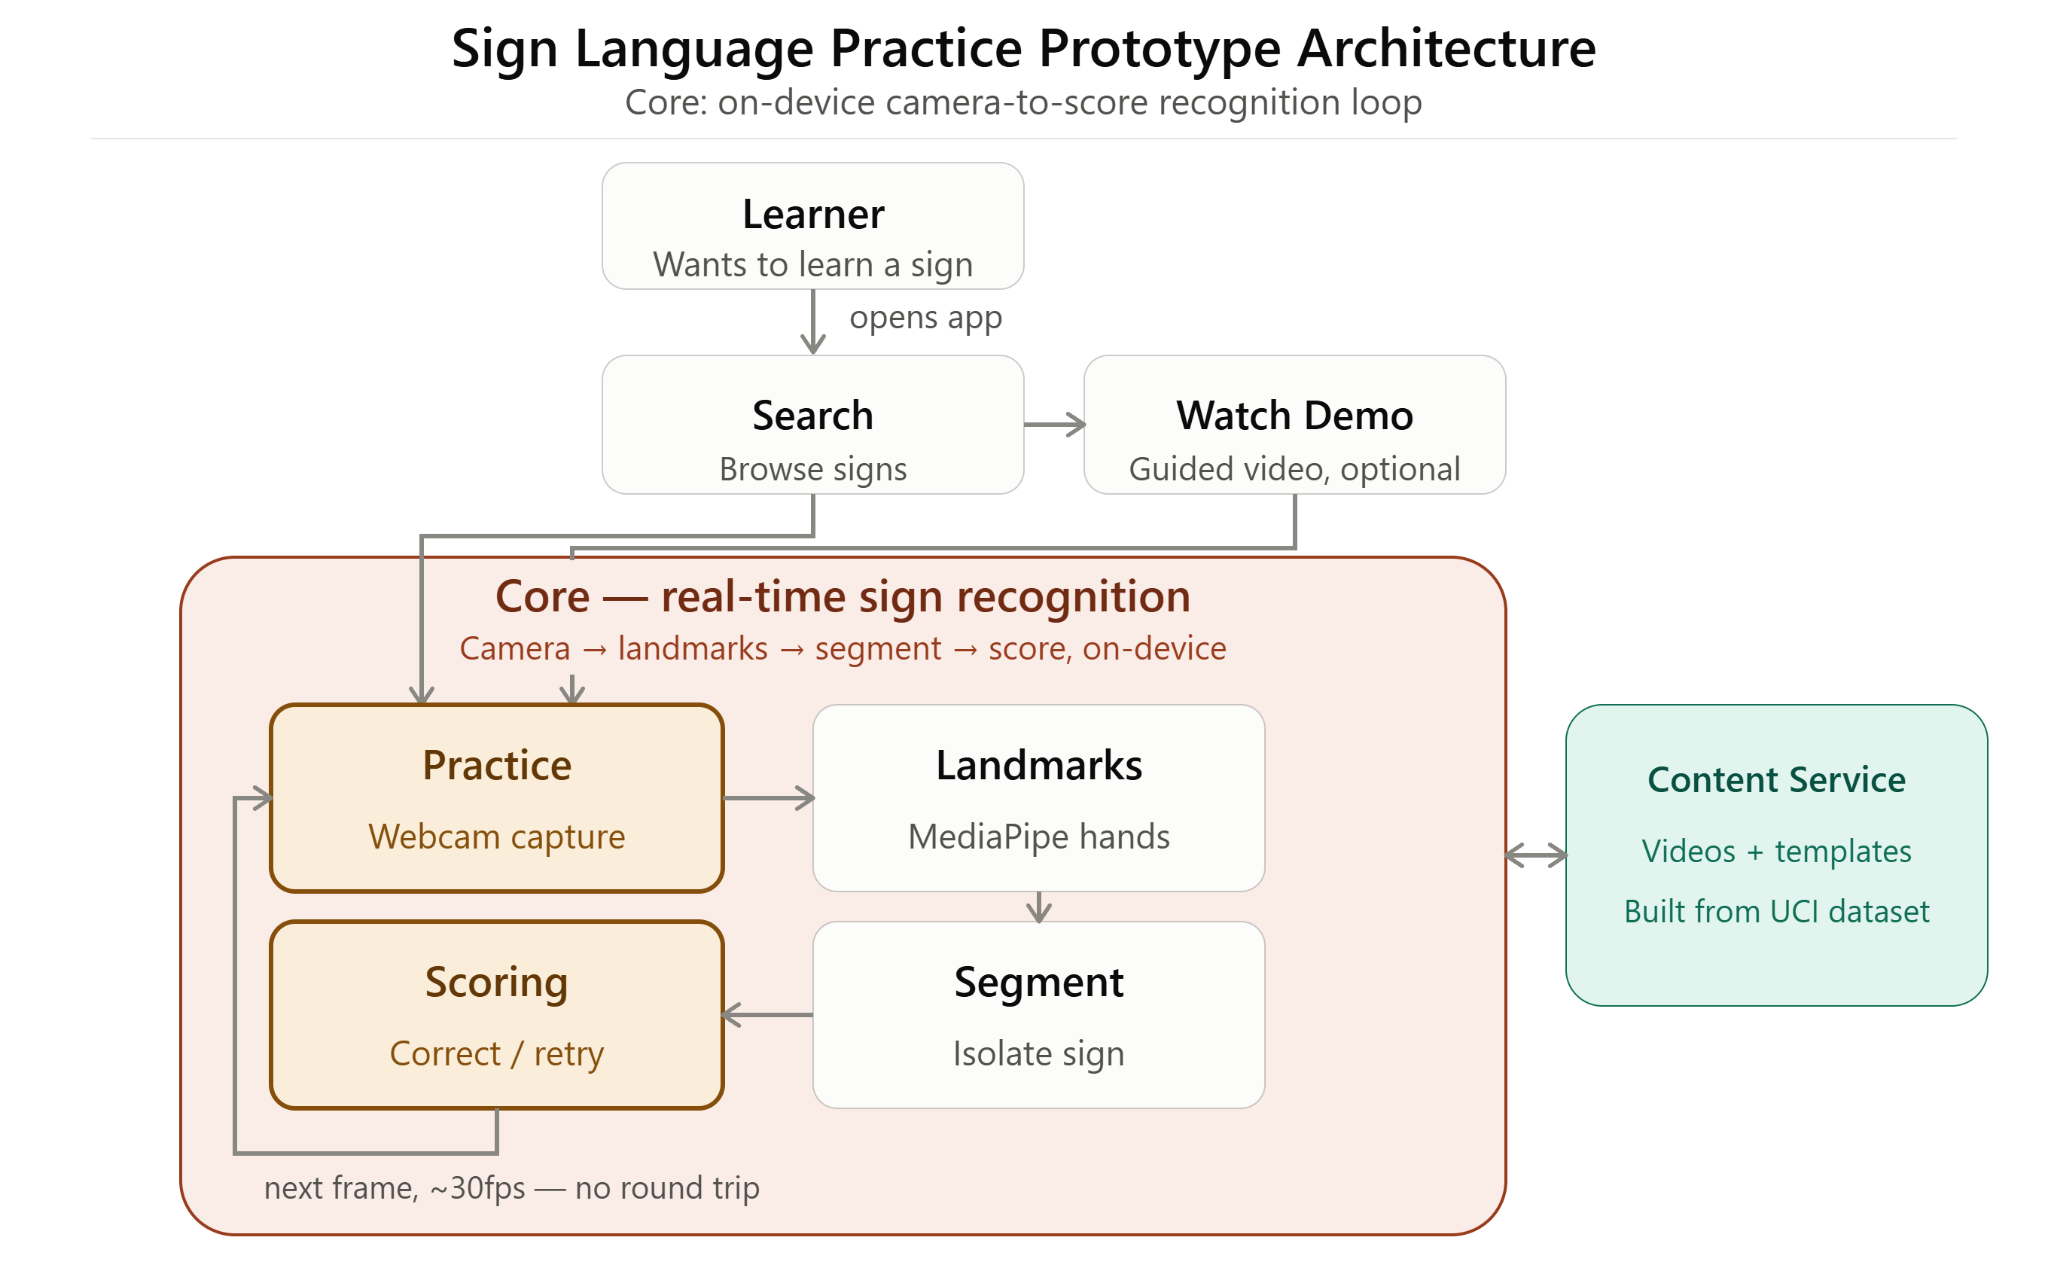 Sign Language Practice Prototype Architecture
Core: on-device camera-to-score recognition loop
Learner
Wants to learn a sign
opens app
Search
Browse signs
Watch Demo
Guided video, optional
Core — real-time sign recognition
Camera → landmarks → segment → score, on-device
Practice
Webcam capture
Landmarks
MediaPipe hands
Scoring
Correct / retry
Segment
Isolate sign
next frame, ~30fps — no round trip
Content Service
Videos + templates
Built from UCI dataset